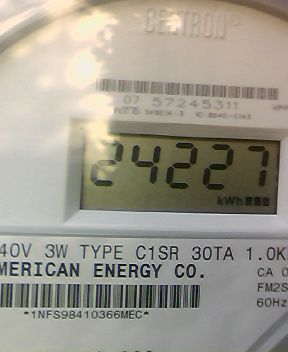 CENTRON®
07 57245311
24227
kWh
40V 3W TYPE C1SR 30TA 1.0K
MERICAN ENERGY CO.
CA 0
FM2S
60Hz
*1NFS98410366MEC*